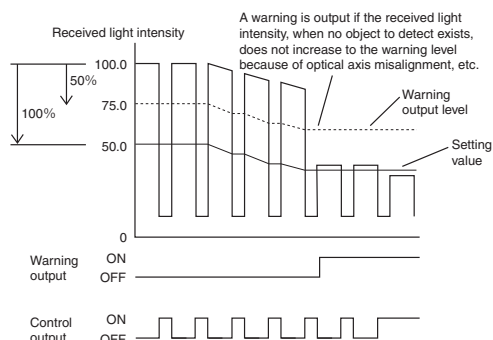 A warning is output if the received light
intensity, when no object to detect exists,
does not increase to the warning level
because of optical axis misalignment, etc.
Received light intensity
100.0
50%
75.0
100%
50.0
0
Warning
output level
Setting
value
Warning
output
ON
OFF
Control
output
ON
OFF